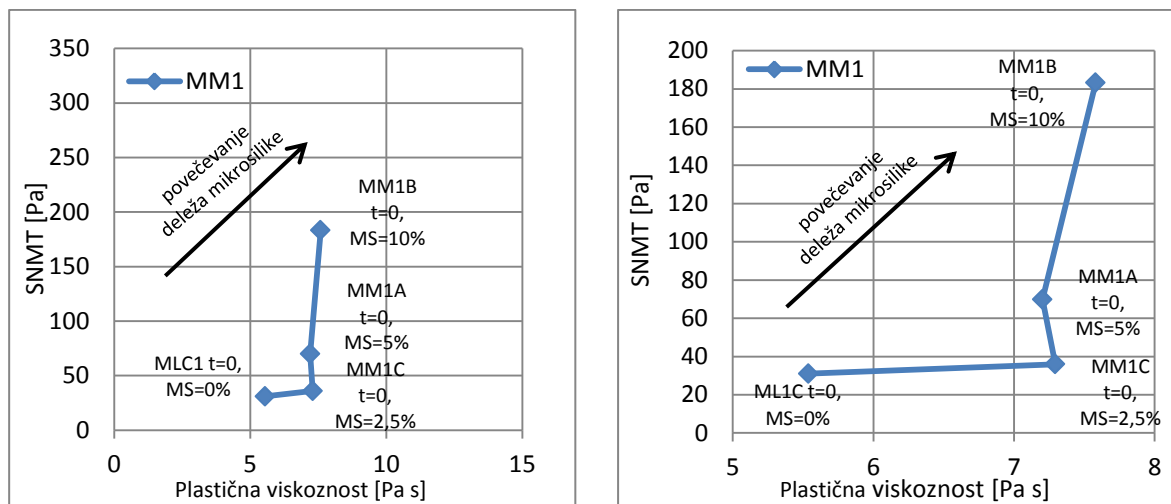 350
300
250
200
150
100
50
0
SNMT [Pa]
MM1
povečevanje
deleža mikrosilike
MM1B
t=0,
MS=10%
MM1A
t=0,
MS=5%
MM1C
t=0,
MS=2,5%
MLC1 t=0,
MS=0%
0
5
10
15
Plastična viskoznost [Pa s]
200
180
160
140
120
100
80
60
40
20
0
SNMT [Pa]
MM1
povečevanje
deleža mikrosilike
MM1B
t=0,
MS=10%
MM1A
t=0,
MS=5%
MM1C
t=0,
MS=2,5%
ML1C t=0,
MS=0%
5
6
7
8
Plastična viskoznost [Pa s]